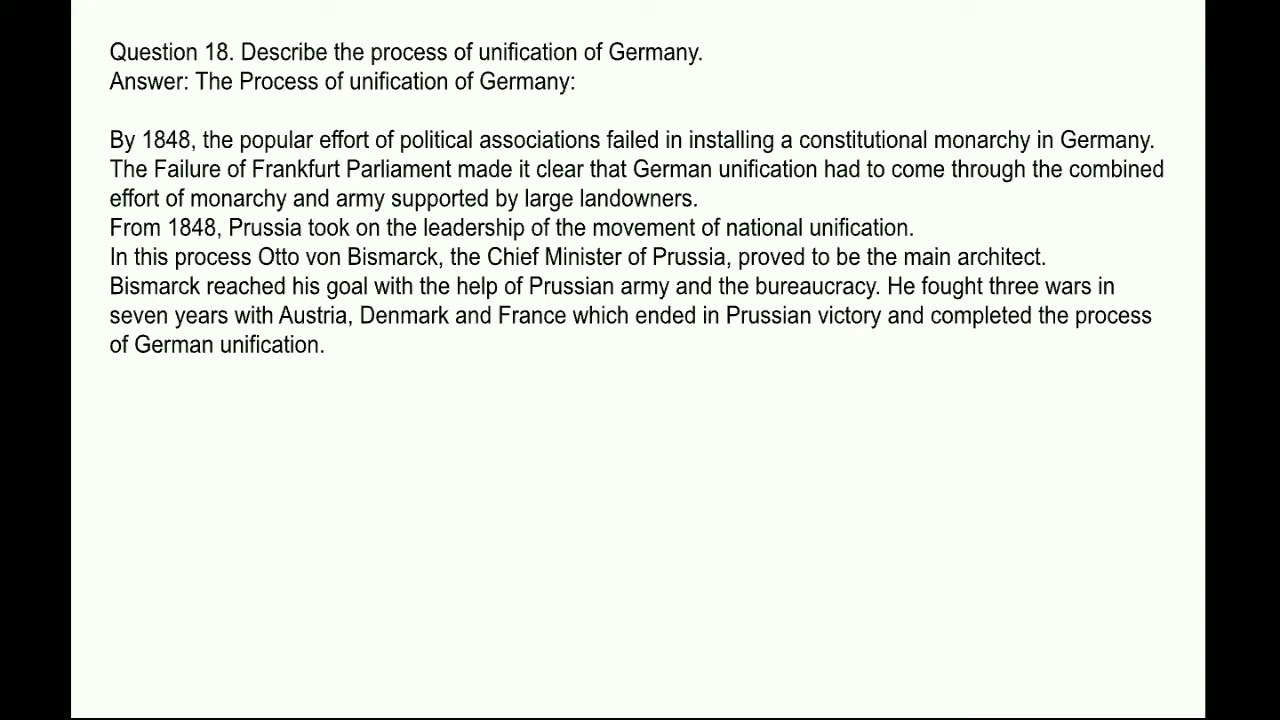 Question 18. Describe the process of unification of Germany.
Answer: The Process of unification of Germany:
By 1848, the popular effort of political associations failed in installing a constitutional monarchy in Germany.
The Failure of Frankfurt Parliament made it clear that German unification had to come through the combined
effort of monarchy and army supported by large landowners.
From 1848, Prussia took on the leadership of the movement of national unification.
In this process Otto von Bismarck, the Chief Minister of Prussia, proved to be the main architect.
Bismarck reached his goal with the help of Prussian army and the bureaucracy. He fought three wars in
seven years with Austria, Denmark and France which ended in Prussian victory and completed the process
of German unification.